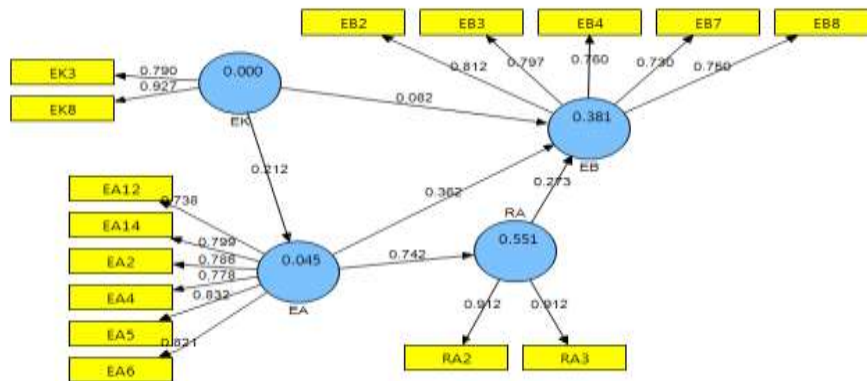 EB2
EB3
EB4
EB7
EB8
EK3
EK8
0.790
0.927
0.000
EK
0.812
0.797
0.760
0.730
0.750
0.082
0.381
EB
0.212
0.362
0.273
EA12
EA14
EA2
EA4
EA5
EA6
0.738
0.799
0.786
0.778
0.832
0.821
0.045
EA
0.742
RA
0.551
0.912
0.912
RA2
RA3